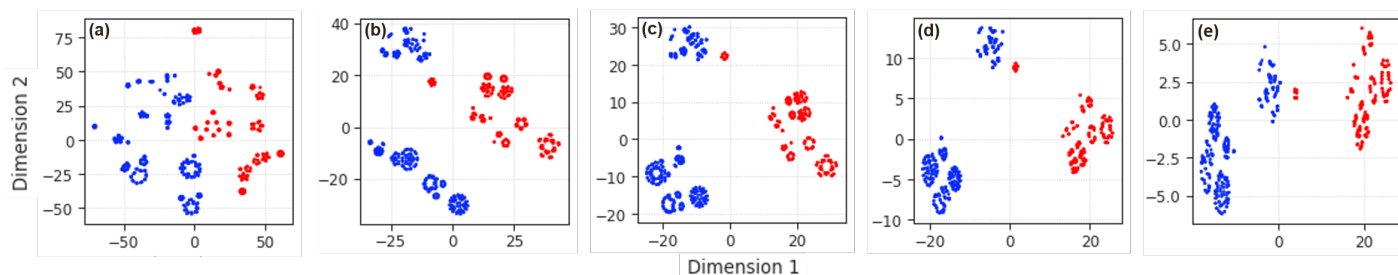 (a) (b) (c) (d) (e)
75 50 25 0 −25 −50
40 20 0 −20
30 20 10 0 −10 −20
10 5 0 −5 −10
5.0 2.5 0.0 −2.5 −5.0
Dimension 2
−50 0 50 −25 0 25 −20 0 20 −20 0 20 0 20
Dimension 1